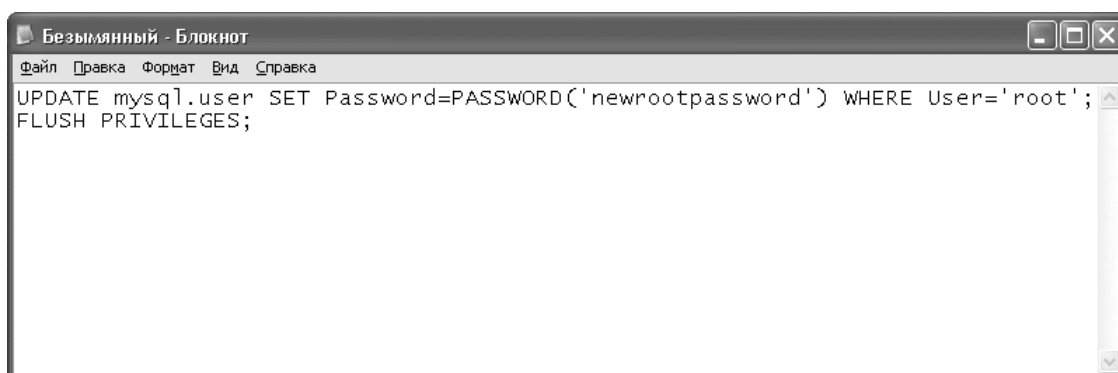 Безымянный - Блокнот
Файл Правка Формат Вид Справка
UPDATE mysql.user SET Password=PASSWORD('newrootpassword') WHERE User='root';
FLUSH PRIVILEGES;